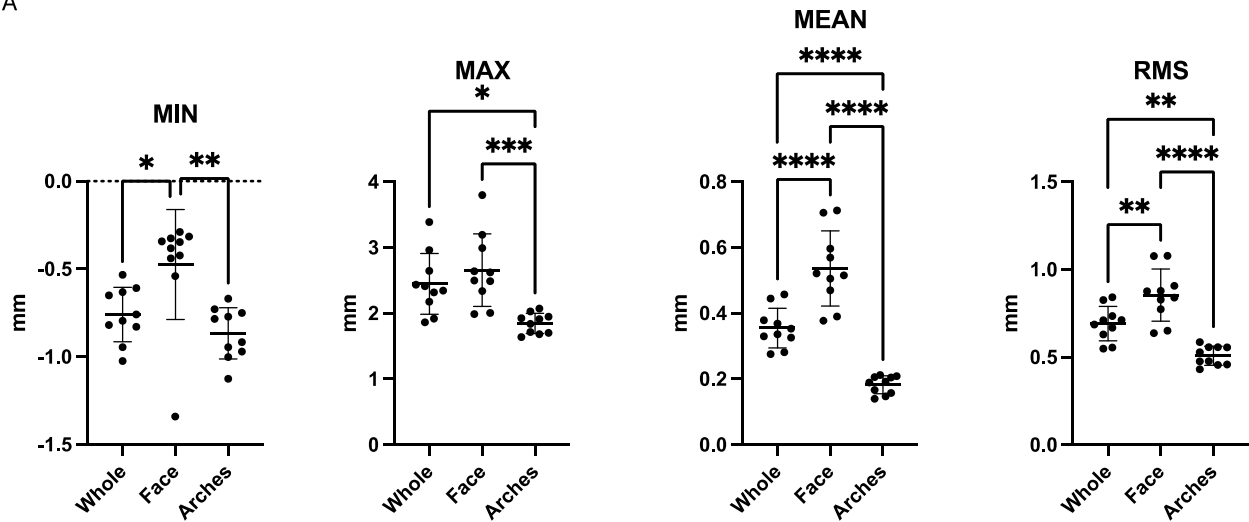 A
MIN
* **
0.0
-0.5
-1.0
-1.5
mm
Whole Face Arches
MAX
*
***
4
3
2
1
0
mm
Whole Face Arches
MEAN
****
****
****
0.8
0.6
0.4
0.2
0.0
mm
Whole Face Arches
RMS
**
****
**
1.5
1.0
0.5
0.0
mm
Whole Face Arches